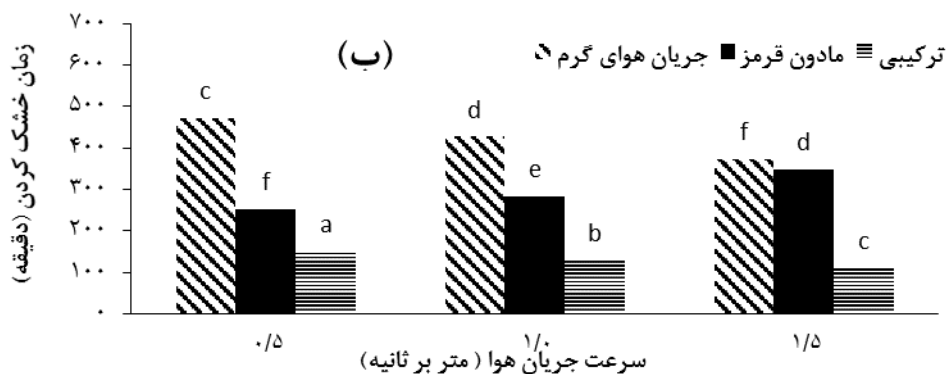 ۷۰۰
۶۰۰
۵۰۰
۴۰۰
۳۰۰
۲۰۰
۱۰۰
۰
زمان خشک کردن (دقیقه)
(ب)
جریان هوای گرم مادون قرمز ترکیبی
c
f
a
d
e
b
f
d
c
۰/۵ ۱/۰ ۱/۵
سرعت جریان هوا ( متر بر ثانیه)